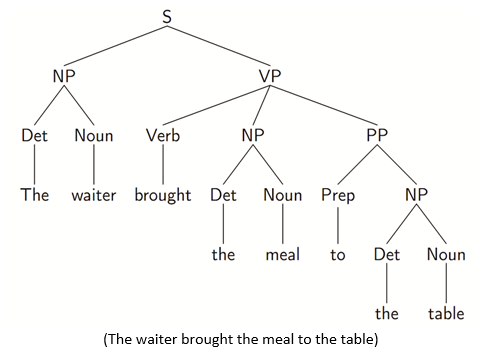 S
NP VP
Det Noun Verb NP PP
The waiter brought Det Noun Prep NP
the meal to Det Noun
the table
(The waiter brought the meal to the table)